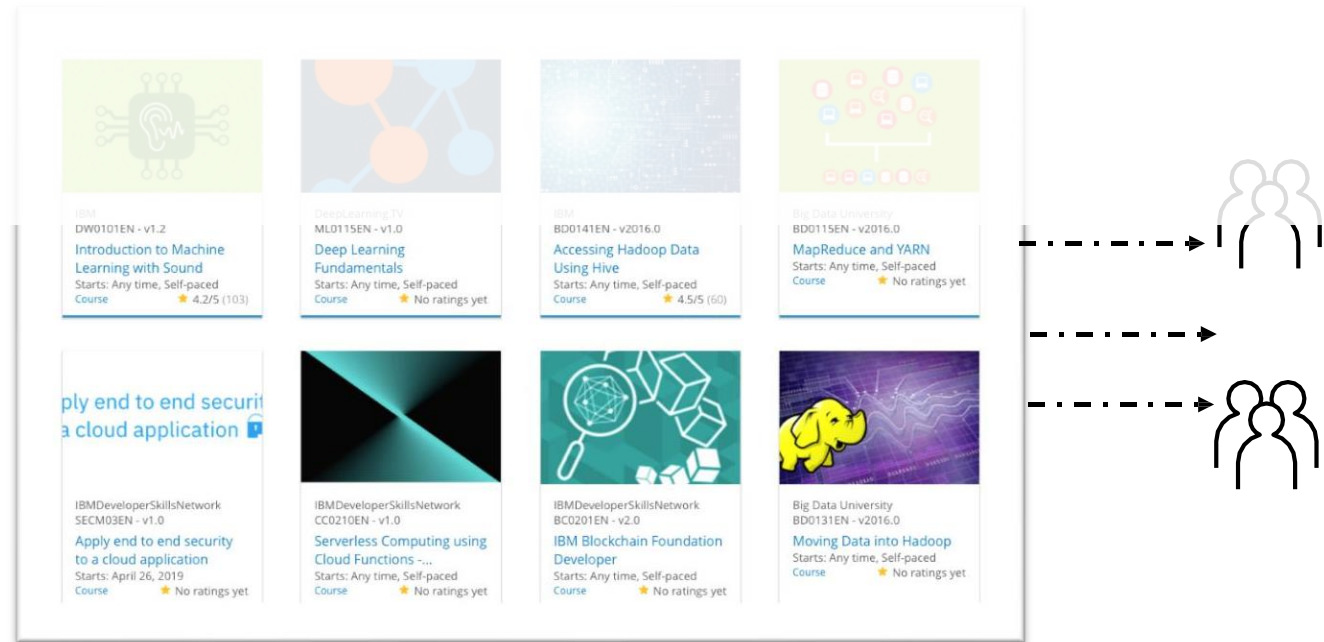 IBM
DW0101EN - v1.2
Introduction to Machine
Learning with Sound
Starts: Any time, Self-paced
Course 4.2/5 (103)
DeepLearning.TV
ML0115EN - v1.0
Deep Learning
Fundamentals
Starts: Any time, Self-paced
Course No ratings yet
IBM
BD0141EN - v2016.0
Accessing Hadoop Data
Using Hive
Starts: Any time, Self-paced
Course 4.5/5 (60)
Big Data University
BD0115EN - v2016.0
MapReduce and YARN
Starts: Any time, Self-paced
Course No ratings yet
ply end to end securit
a cloud application
IBMDeveloperSkillsNetwork
SECM03EN - v1.0
Apply end to end security
to a cloud application
Starts: April 26, 2019
Course No ratings yet
IBMDeveloperSkillsNetwork
CC0210EN - v1.0
Serverless Computing using
Cloud Functions -...
Starts: Any time, Self-paced
Course No ratings yet
IBMDeveloperSkillsNetwork
BC0201EN - v2.0
IBM Blockchain Foundation
Developer
Starts: Any time, Self-paced
Course No ratings yet
Big Data University
BD0131EN - v2016.0
Moving Data into Hadoop
Starts: Any time, Self-paced
Course No ratings yet